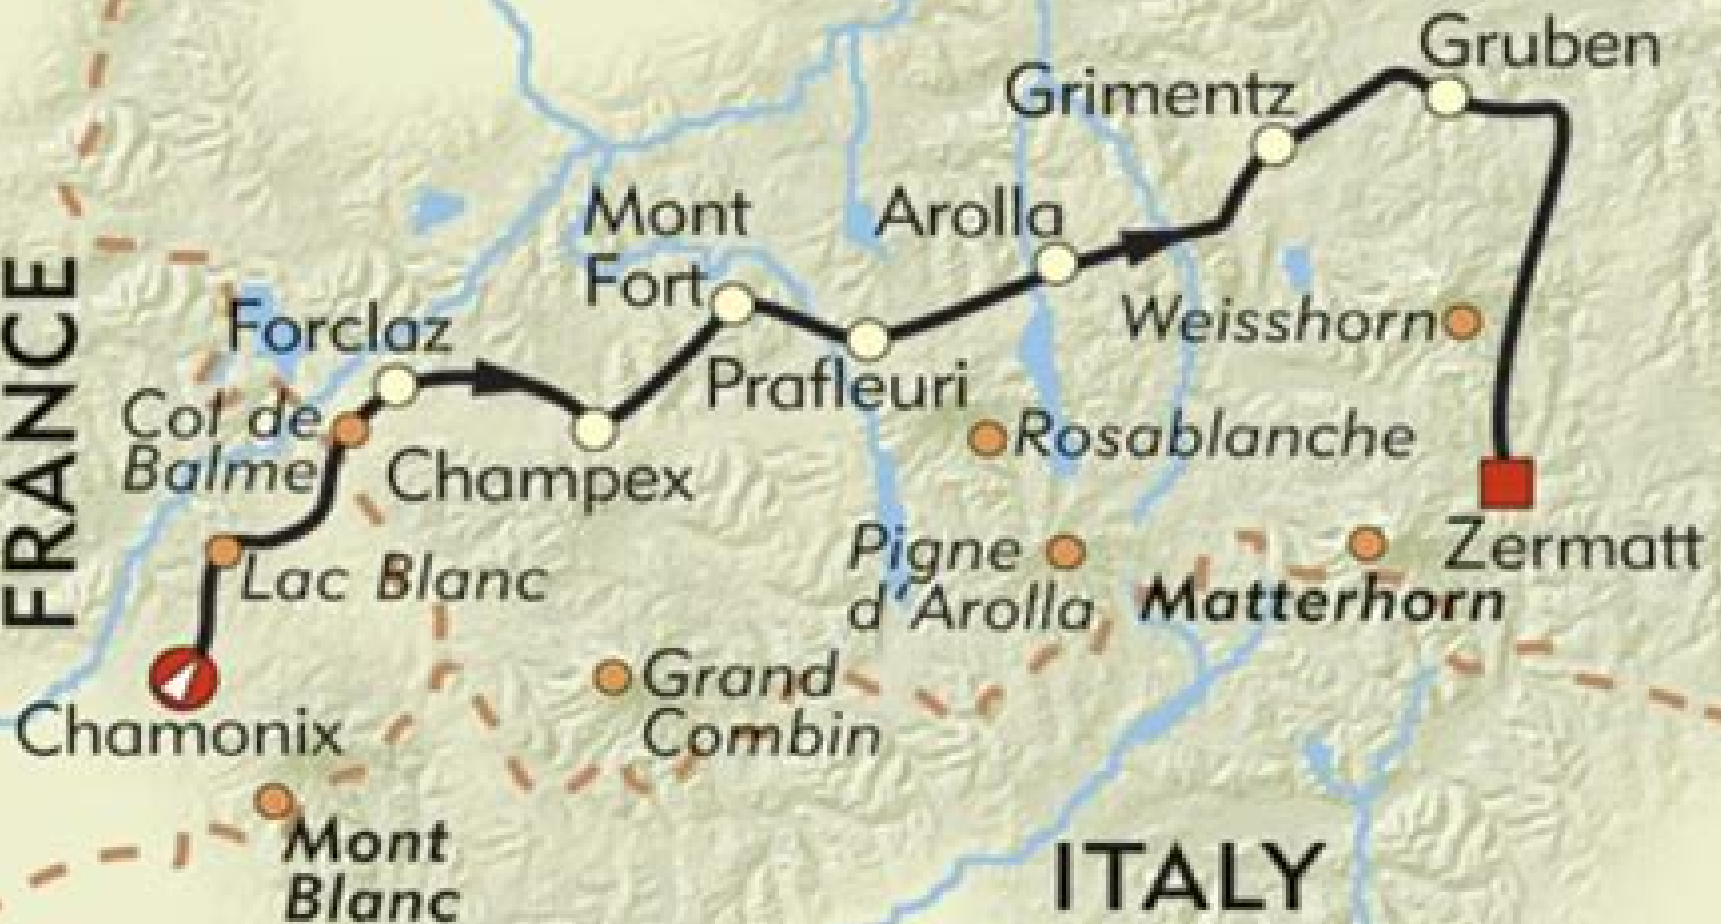 Gruben
Grimentz
Mont
Fort
Arolla
FRANCE
Forclaz
Weisshorn
Prafleuri
Col de
Balme
Champex
Rosablanche
Zermatt
Pigne
d'Arolla
Matterhorn
Lac Blanc
Grand
Combin
Chamonix
Mont
Blanc
ITALY